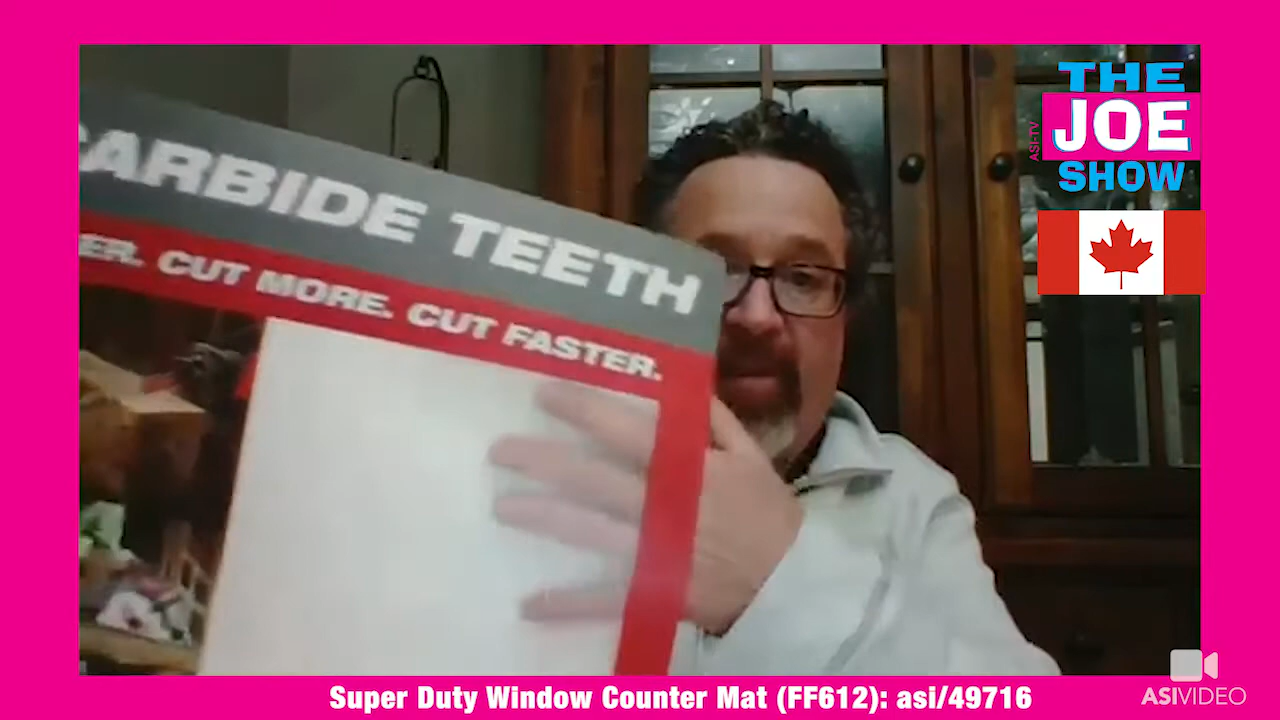 THE
JOE
SHOW
ASI-TV
ARBIDE TEETH
ER. CUT MORE. CUT FASTER.
Super Duty Window Counter Mat (FF612): asi/49716
ASIVIDEO